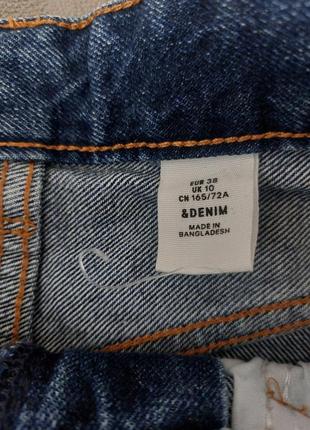 EUR 38
UK 10
CN 165/72A
&DENIM
MADE IN
BANGLADESH